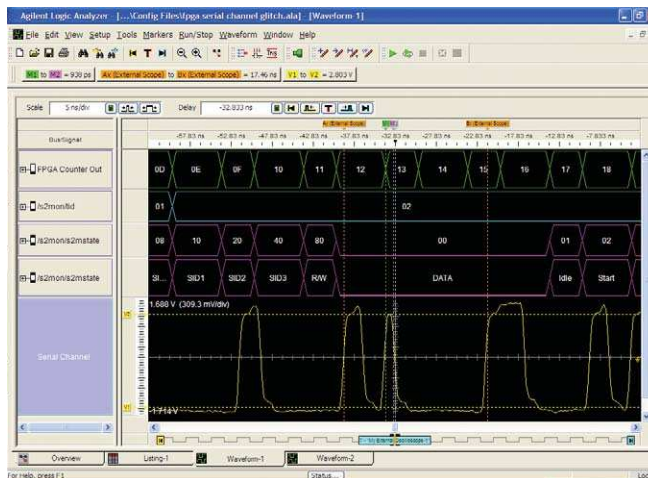 Agilent Logic Analyzer - [...\Config Files\fpga serial channel glitch.ala] - [Waveform-1]
File Edit View Setup Tools Markers Run/Stop Waveform Window Help
M1 to M2 = 930 ps Ax (External Scope) to Bx (External Scope) = 17.46 ns V1 to V2 = 2.803 V
Scale 5 ns/div Delay -32.833 ns
Ax (External Scope) Bx (External Scope)
Bus/Signal -57.83 ns -52.83 ns -47.83 ns -42.83 ns -37.83 ns -32.83 ns -27.83 ns -22.83 ns -17.83 ns -12.83 ns -7.833 ns
FPGA Counter Out 0D 0E 0F 10 11 12 13 14 15 16 17 18
/s2mon/tid 01 02
/s2mon/s2mstate 08 10 20 40 80 00 01 02
/s2mon/s2mstate SI... SID1 SID2 SID3 R/W DATA Idle Start
1.688 V (309.3 mV/div)
V2
Serial Channel
V1
-1.714 V
Overview Listing-1 Waveform-1 Waveform-2
For Help, press F1 Status...